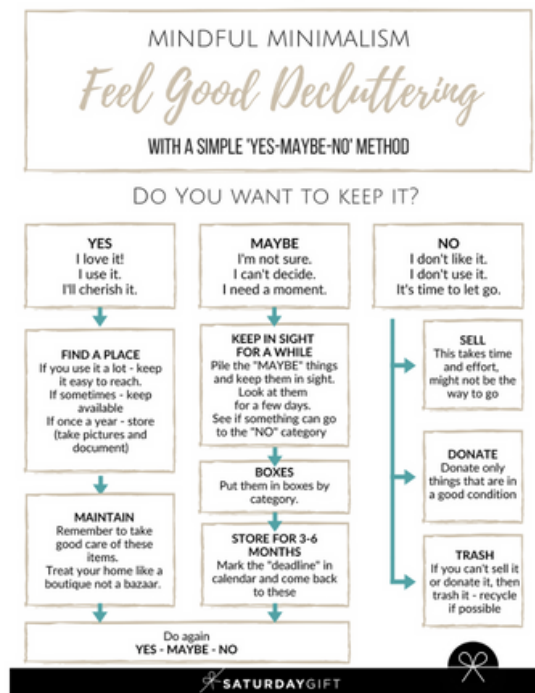 MINDFUL MINIMALISM
Feel Good Decluttering
WITH A SIMPLE 'YES-MAYBE-NO' METHOD
DO YOU WANT TO KEEP IT?
YES
I love it!
I use it.
I'll cherish it.
FIND A PLACE
If you use it a lot - keep
it easy to reach.
If sometimes - keep
available
If once a year - store
(take pictures and
document)
MAINTAIN
Remember to take
good care of these
items.
Treat your home like a
boutique not a bazaar.
MAYBE
I'm not sure.
I can't decide.
I need a moment.
KEEP IN SIGHT
FOR A WHILE
Pile the "MAYBE" things
and keep them in sight.
Look at them
for a few days.
See if something can go
to the "NO" category
BOXES
Put them in boxes by
category.
STORE FOR 3-6
MONTHS
Mark the "deadline" in
calendar and come back
to these
NO
I don't like it.
I don't use it.
It's time to let go.
SELL
This takes time
and effort,
might not be the
way to go
DONATE
Donate only
things that are in
a good condition
TRASH
If you can't sell it
or donate it, then
trash it - recycle
if possible
Do again
YES - MAYBE - NO
SATURDAYGIFT